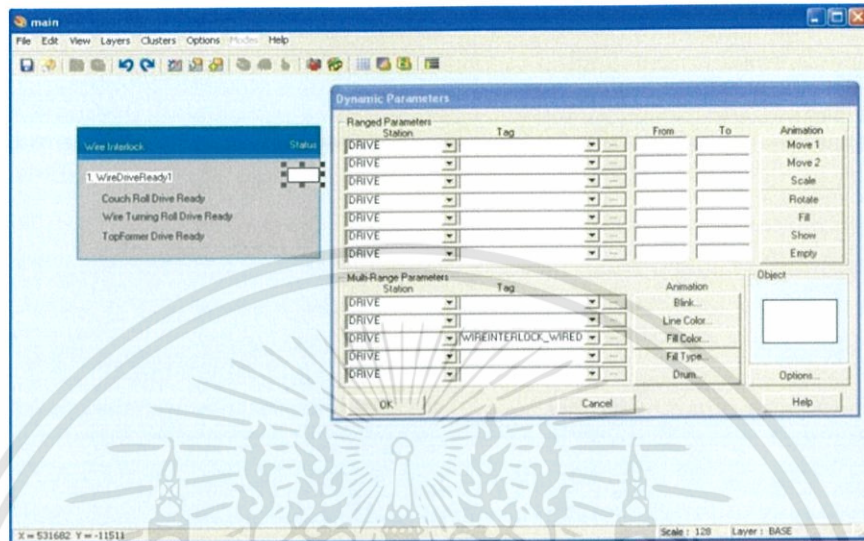 main
File Edit View Layers Clusters Options Modes Help
Wire Interlock Status
1. WireDriveReady1
Couch Roll Drive Ready
Wire Turning Roll Drive Ready
TopFormer Drive Ready
Dynamic Parameters
Ranged Parameters
Station Tag From To Animation
DRIVE Move 1
DRIVE Move 2
DRIVE Scale
DRIVE Rotate
DRIVE Fill
DRIVE Show
DRIVE Empty
Multi-Range Parameters
Station Tag Animation Object
DRIVE Blink...
DRIVE Line Color...
DRIVE WIREINTERLOCK_WIRED Fill Color...
DRIVE Fill Type...
DRIVE Drum... Options...
OK Cancel Help
X = 531682 Y = -11511 Scale : 128 Layer : BASE